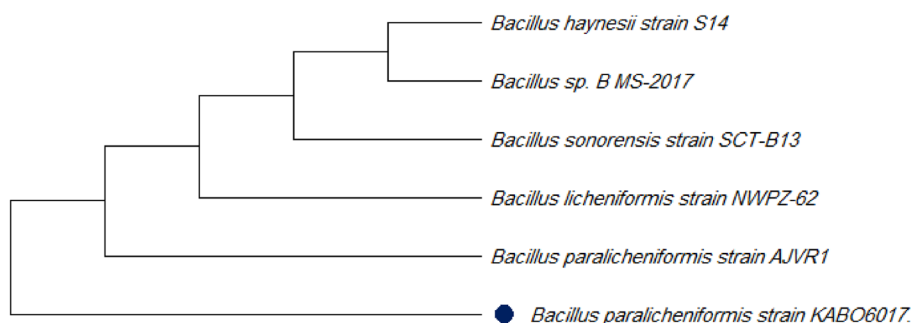 Bacillus haynesii strain S14
Bacillus sp. B MS-2017
Bacillus sonorensis strain SCT-B13
Bacillus licheniformis strain NWPZ-62
Bacillus paralicheniformis strain AJVR1
Bacillus paralicheniformis strain KABO6017.